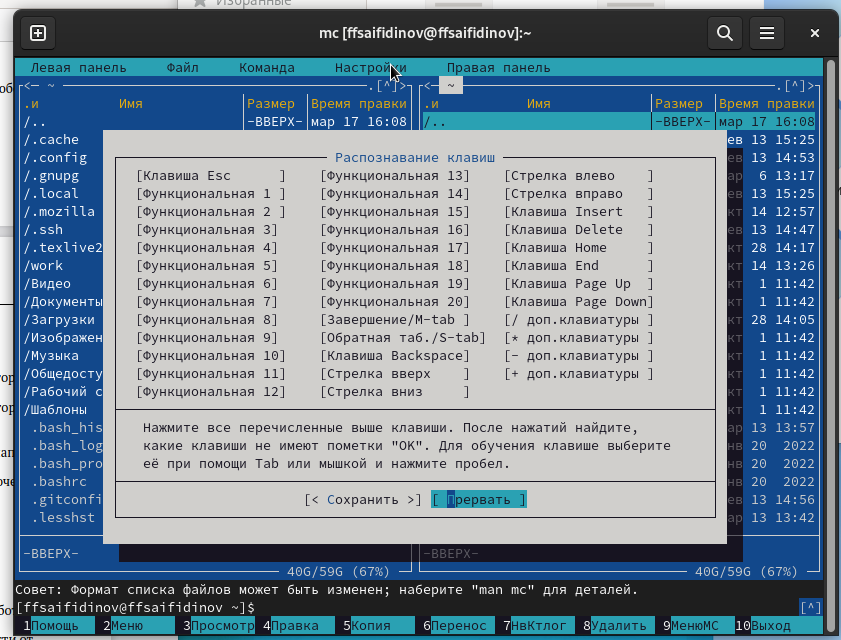 Избранные
mc [ffsaifidinov@ffsaifidinov]:~
Левая панель Файл Команда Настройки Правая панель
<─ ~ .[^]> <─ ~ .[^]>
.и Имя Размер Время правки .и Имя Размер Время правки
/.. -ВВЕРХ- мар 17 16:08 /.. -ВВЕРХ- мар 17 16:08
/.cache ев 13 15:25
/.config ев 13 14:53
/.gnupg ар 6 13:17
/.local ев 13 15:25
/.mozilla кт 14 12:57
/.ssh ев 13 14:47
/.texlive2 кт 28 14:17
/work кт 14 13:26
/Видео кт 1 11:42
/Документы кт 1 11:42
/Загрузки кт 28 14:05
/Изображен кт 1 11:42
/Музыка кт 1 11:42
/Общедосту кт 1 11:42
/Рабочий с кт 1 11:42
/Шаблоны кт 1 11:42
.bash_his ар 13 13:57
.bash_log нв 20 2022
.bash_pro нв 20 2022
.bashrc нв 20 2022
.gitconfi ев 13 14:56
.lesshst ар 13 13:42
Распознавание клавиш
[Клавиша Esc ] [Функциональная 13] [Стрелка влево ]
[Функциональная 1 ] [Функциональная 14] [Стрелка вправо ]
[Функциональная 2 ] [Функциональная 15] [Клавиша Insert ]
[Функциональная 3] [Функциональная 16] [Клавиша Delete ]
[Функциональная 4] [Функциональная 17] [Клавиша Home ]
[Функциональная 5] [Функциональная 18] [Клавиша End ]
[Функциональная 6] [Функциональная 19] [Клавиша Page Up ]
[Функциональная 7] [Функциональная 20] [Клавиша Page Down]
[Функциональная 8] [Завершение/M-tab ] [/ доп.клавиатуры ]
[Функциональная 9] [Обратная таб./S-tab] [* доп.клавиатуры ]
[Функциональная 10] [Клавиша Backspace] [- доп.клавиатуры ]
[Функциональная 11] [Стрелка вверх ] [+ доп.клавиатуры ]
[Функциональная 12] [Стрелка вниз ]
Нажмите все перечисленные выше клавиши. После нажатий найдите,
какие клавиши не имеют пометки "OK". Для обучения клавише выберите
её при помощи Tab или мышкой и нажмите пробел.
[< Сохранить >] [ Прервать ]
-ВВЕРХ- -ВВЕРХ-
40G/59G (67%) 40G/59G (67%)
Совет: Формат списка файлов может быть изменен; наберите "man mc" для деталей.
[ffsaifidinov@ffsaifidinov ~]$ [^]
1Помощь 2Меню 3Просмотр 4Правка 5Копия 6Перенос 7НвКтлог 8Удалить 9МенюМС 10Выход